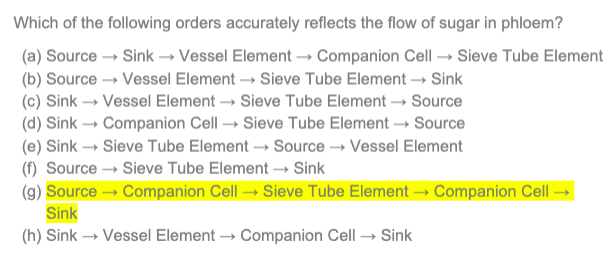 Which of the following orders accurately reflects the flow of sugar in phloem?
(a) Source → Sink → Vessel Element → Companion Cell → Sieve Tube Element
(b) Source → Vessel Element → Sieve Tube Element → Sink
(c) Sink → Vessel Element → Sieve Tube Element → Source
(d) Sink → Companion Cell → Sieve Tube Element → Source
(e) Sink → Sieve Tube Element → Source → Vessel Element
(f) Source → Sieve Tube Element → Sink
(g) Source → Companion Cell → Sieve Tube Element → Companion Cell →
Sink
(h) Sink → Vessel Element → Companion Cell → Sink